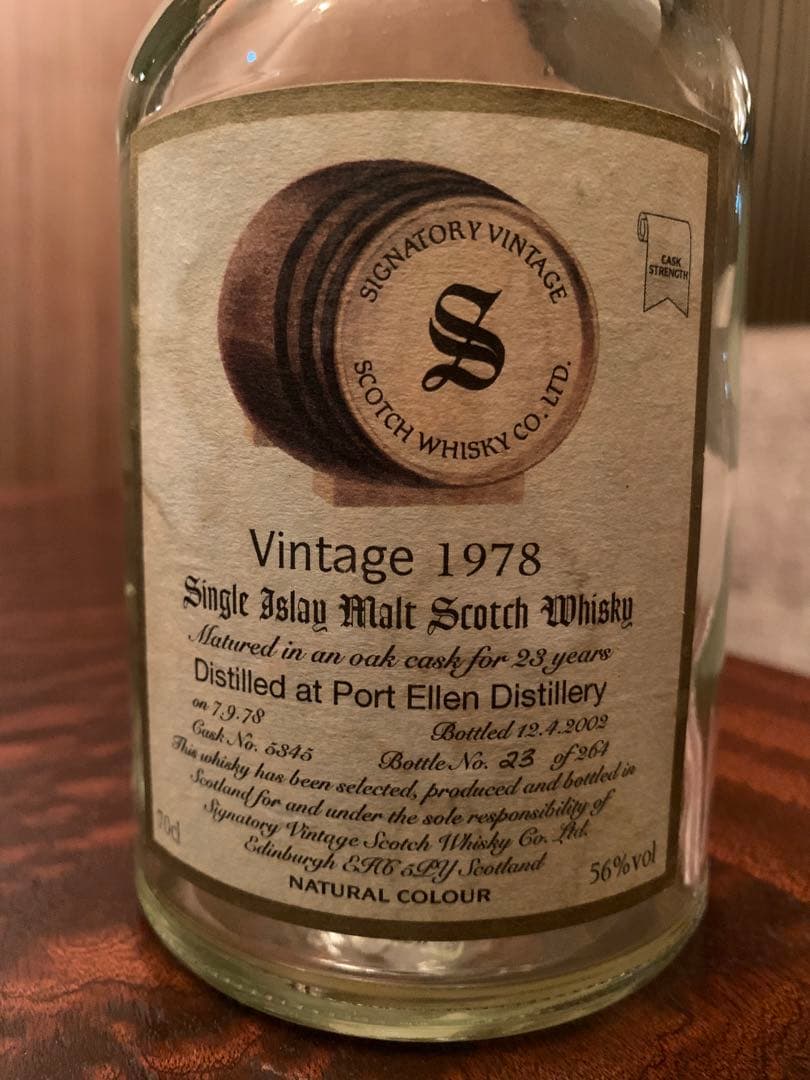 SIGNATORY VINTAGE
S
SCOTCH WHISKY CO. LTD.
CASK
STRENGTH
Vintage 1978
Single Islay Malt Scotch Whisky
Matured in an oak cask for 23 years
Distilled at Port Ellen Distillery
on 7.9.78 Bottled 12.4.2002
Cask No. 5345 Bottle No. 23 of 264
This whisky has been selected, produced and bottled in
Scotland for and under the sole responsibility of
Signatory Vintage Scotch Whisky Co. Ltd.
Edinburgh EH6 5PY Scotland
70cl 56%vol
NATURAL COLOUR